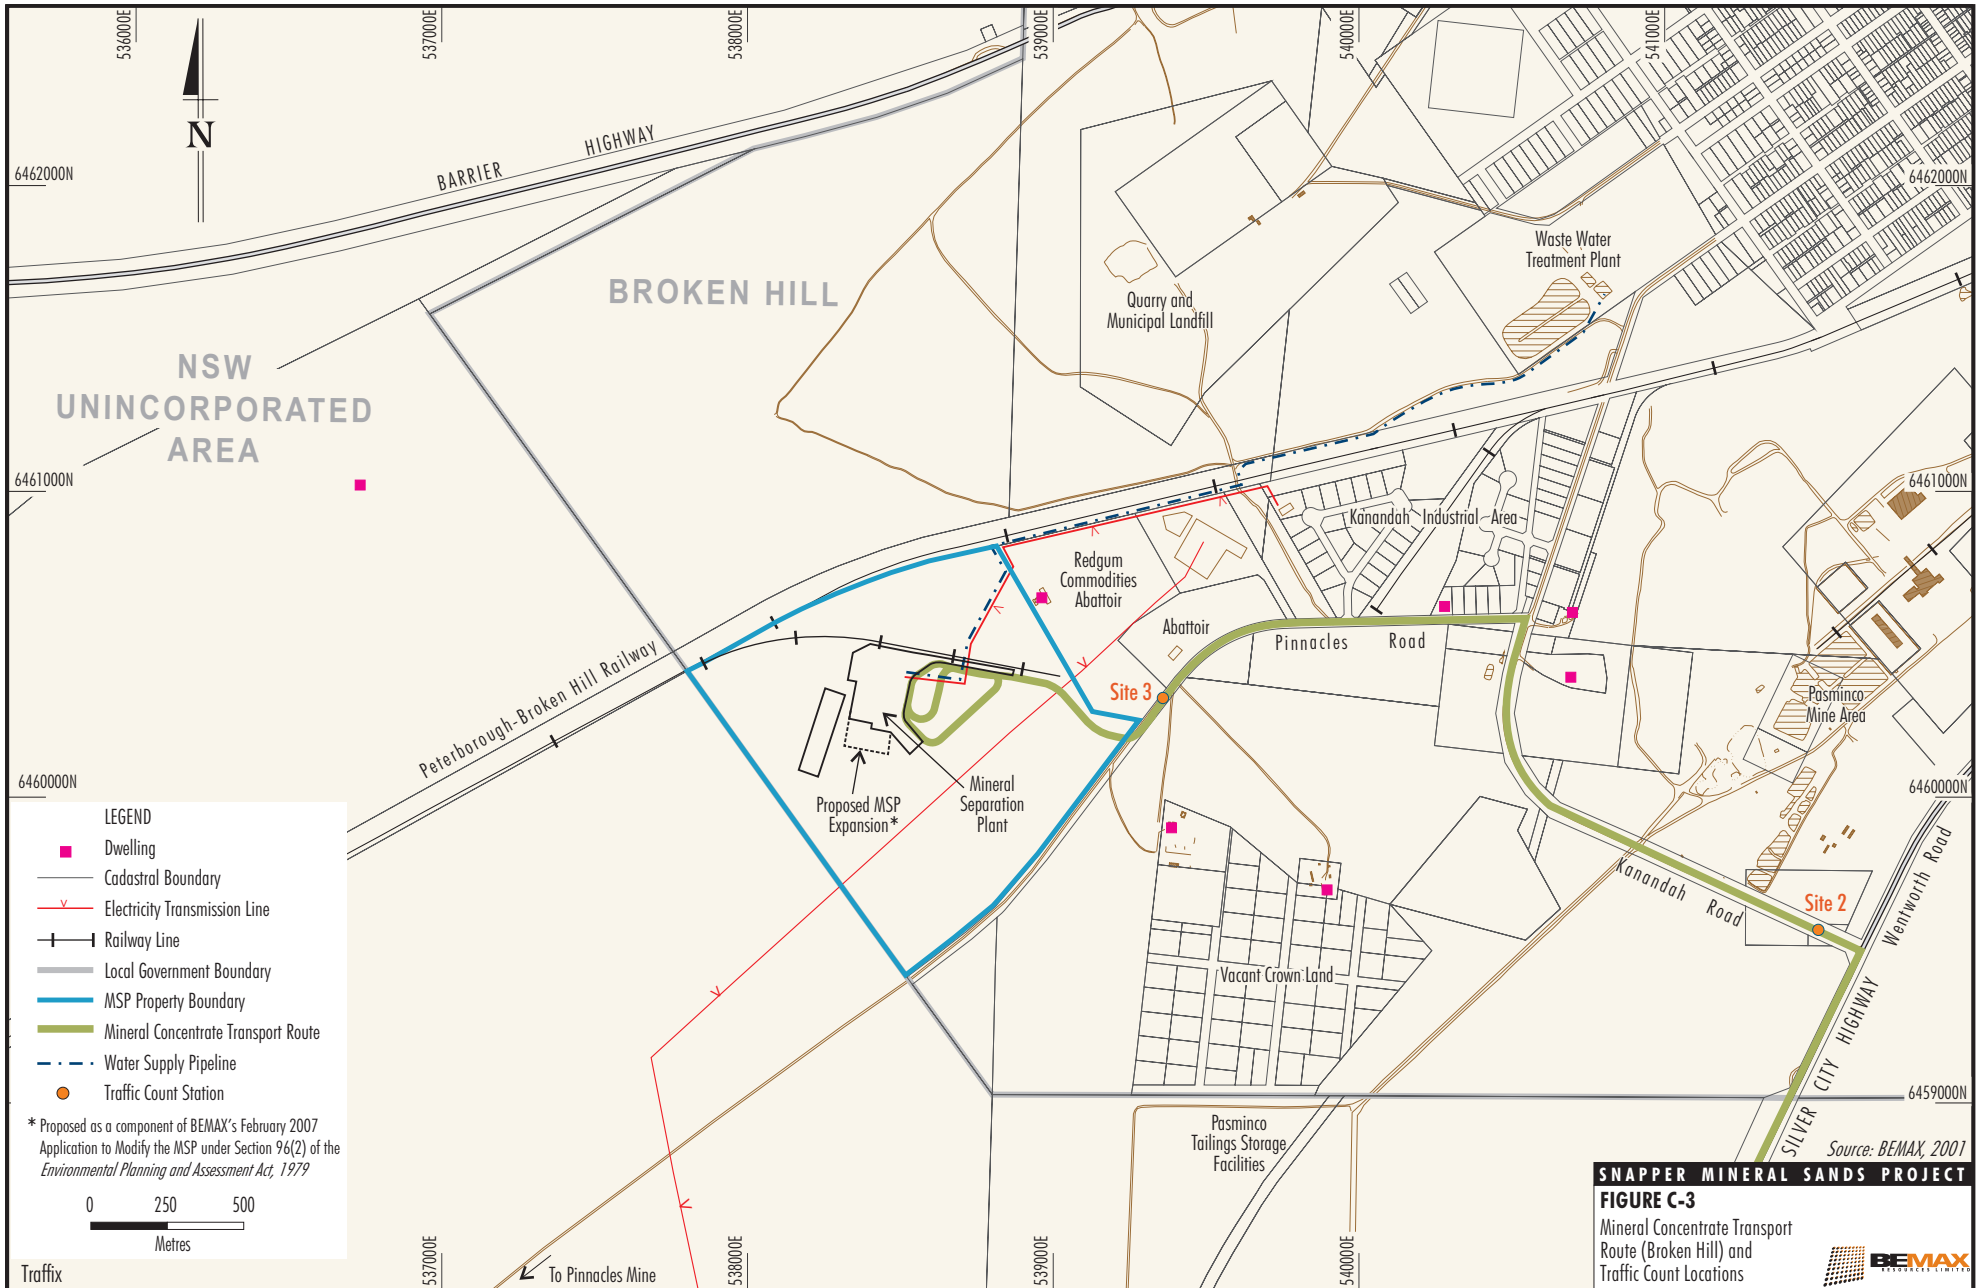 536000E
537000E
538000E
539000E
540000E
541000E
N
6462000N
6462000N
BARRIER HIGHWAY
BROKEN HILL
NSW
UNINCORPORATED
AREA
Waste Water
Treatment Plant
Quarry and
Municipal Landfill
6461000N
6461000N
Kanandah Industrial Area
Redgum
Commodities
Abattoir
Abattoir
Pinnacles Road
Peterborough-Broken Hill Railway
Site 3
Pasminco
Mine Area
Proposed MSP
Expansion*
Mineral
Separation
Plant
6460000N
6460000N
Kanandah Road
Site 2
Wentworth Road
SILVER CITY HIGHWAY
Vacant Crown Land
LEGEND
Dwelling
Cadastral Boundary
Electricity Transmission Line
Railway Line
Local Government Boundary
MSP Property Boundary
Mineral Concentrate Transport Route
Water Supply Pipeline
Traffic Count Station
* Proposed as a component of BEMAX's February 2007
Application to Modify the MSP under Section 96(2) of the
Environmental Planning and Assessment Act, 1979
0 250 500
Metres
6459000N
Pasminco
Tailings Storage
Facilities
To Pinnacles Mine
537000E
538000E
539000E
540000E
Traffix
Source: BEMAX, 2001
SNAPPER MINERAL SANDS PROJECT
FIGURE C-3
Mineral Concentrate Transport
Route (Broken Hill) and
Traffic Count Locations
BEMAX
RESOURCES LIMITED